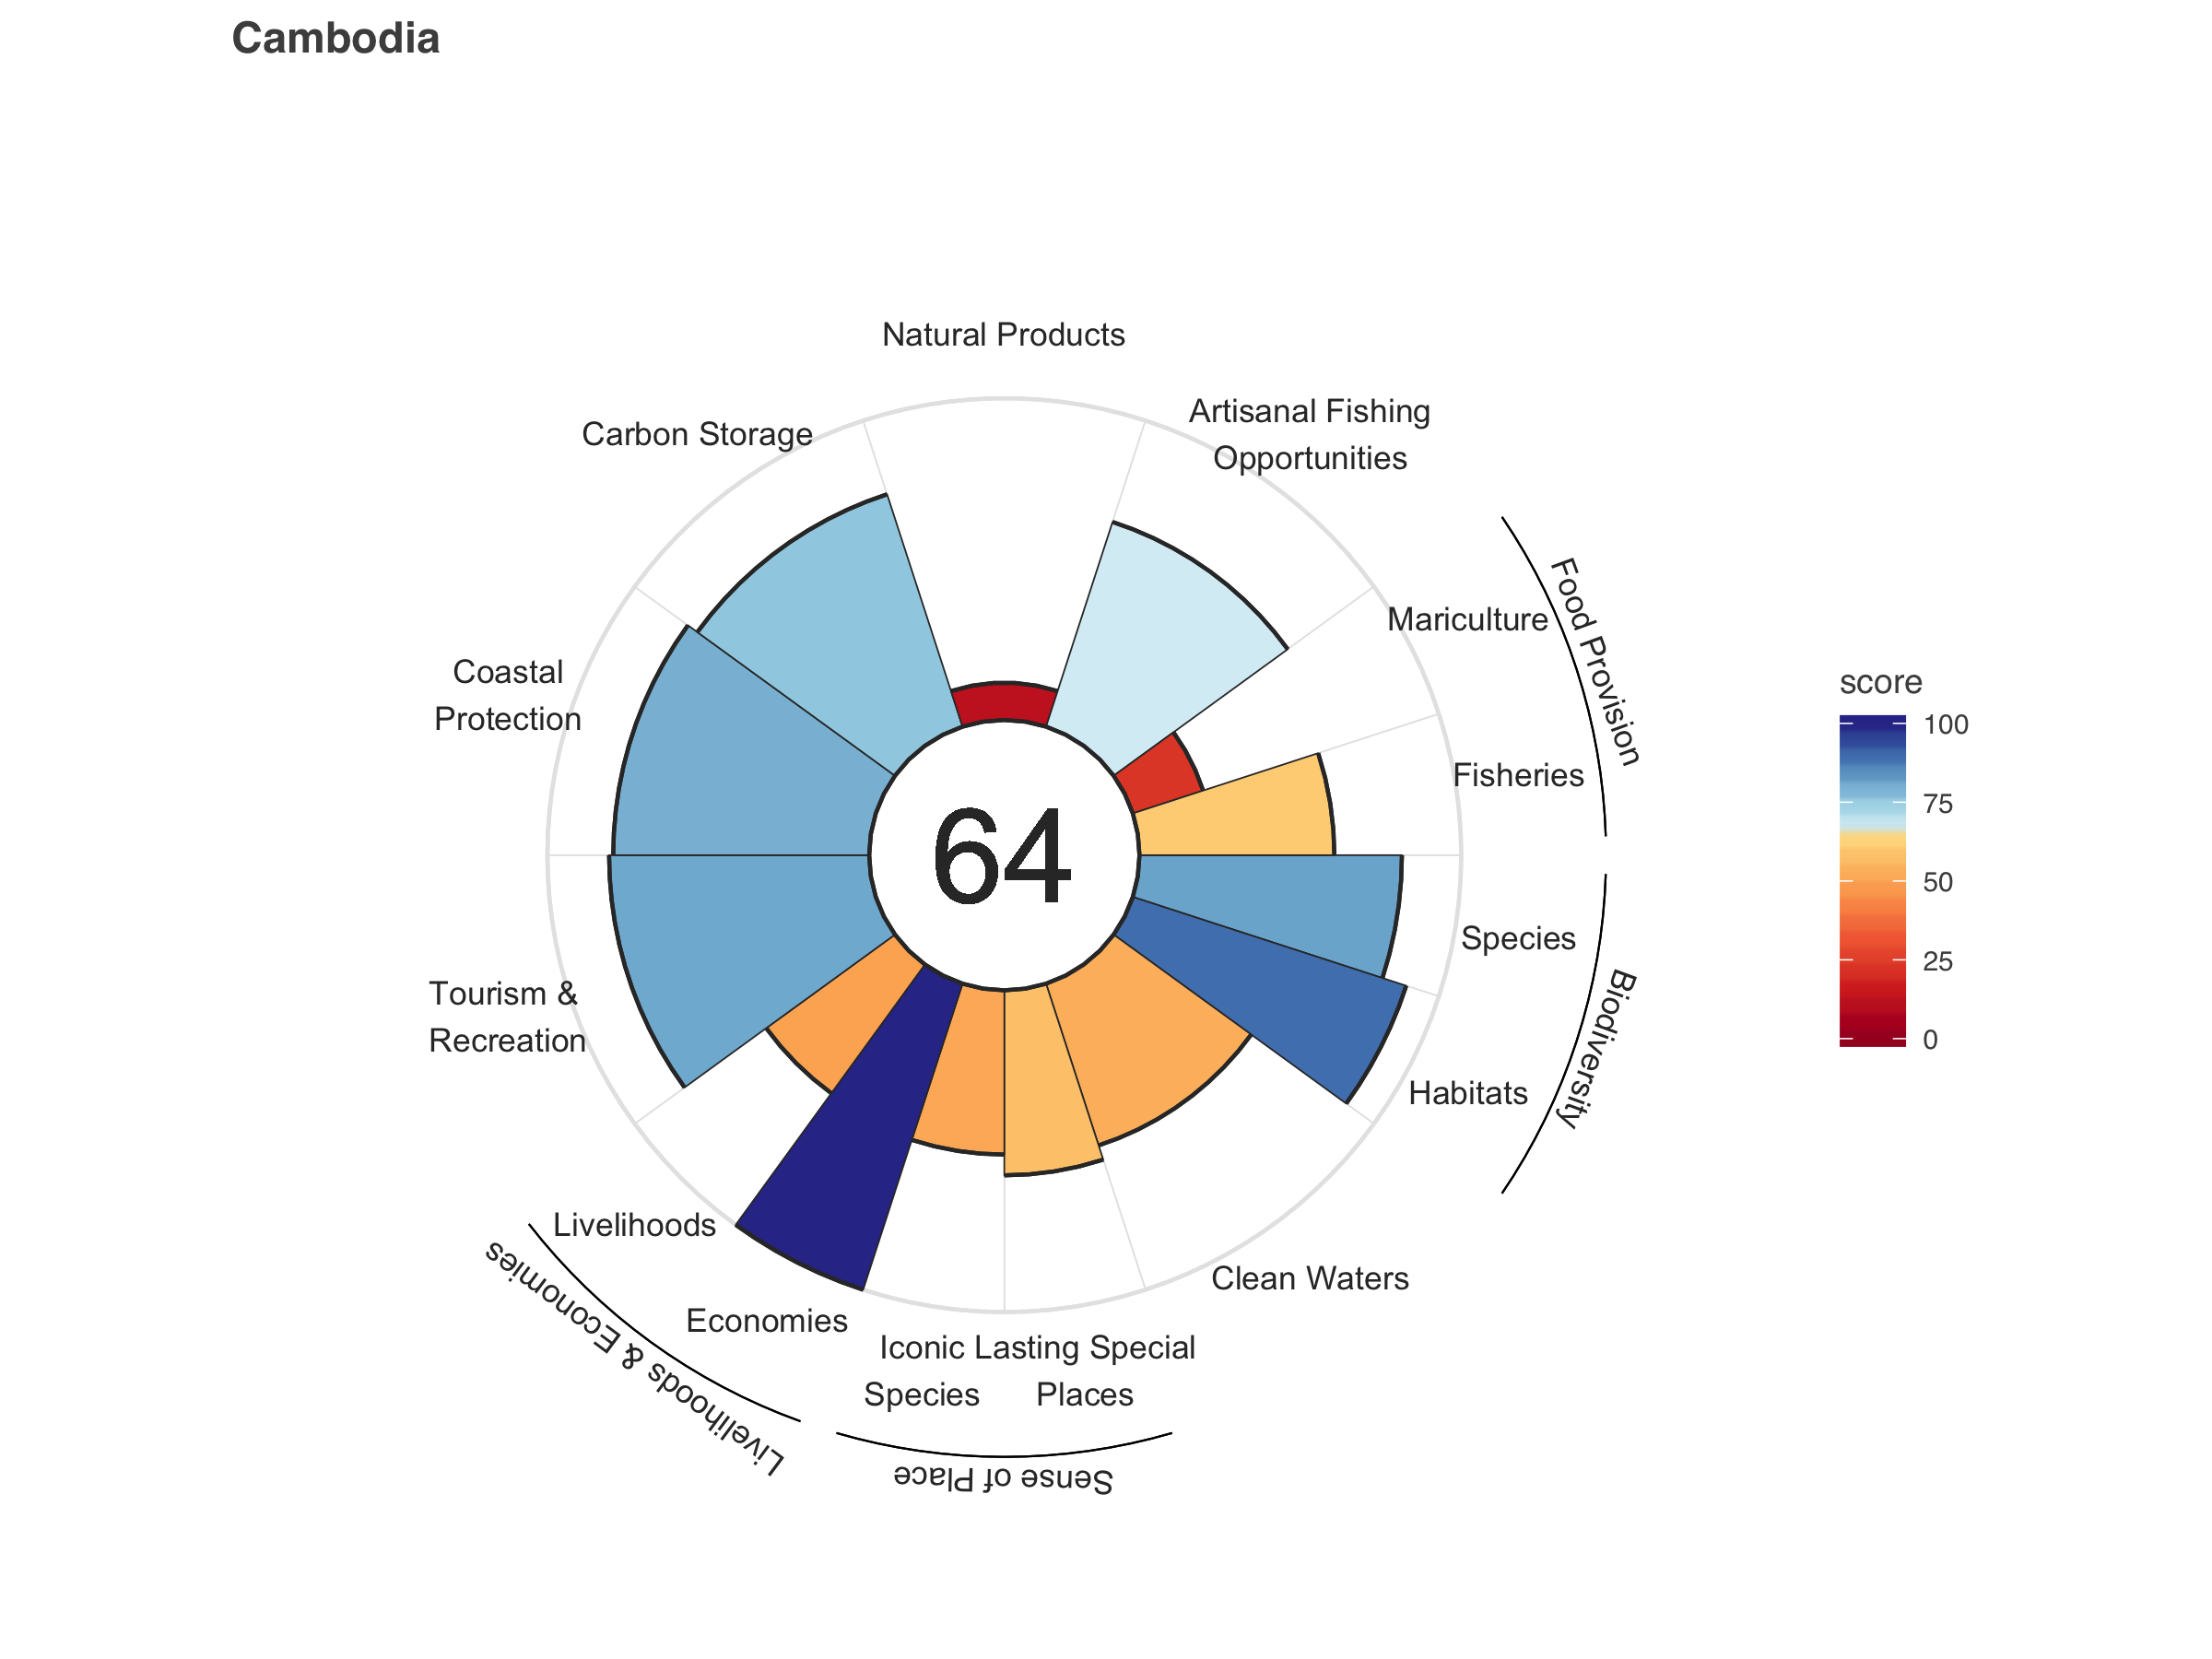 Cambodia
Natural Products
Artisanal Fishing
Opportunities
Carbon Storage
Mariculture
Food Provision
Coastal
Protection
Fisheries
64
score
100
75
50
25
0
Species
Biodiversity
Tourism &
Recreation
Habitats
Livelihoods
Clean Waters
Economies
Livelihoods & Economies
Iconic
Species
Lasting Special
Places
Sense of Place